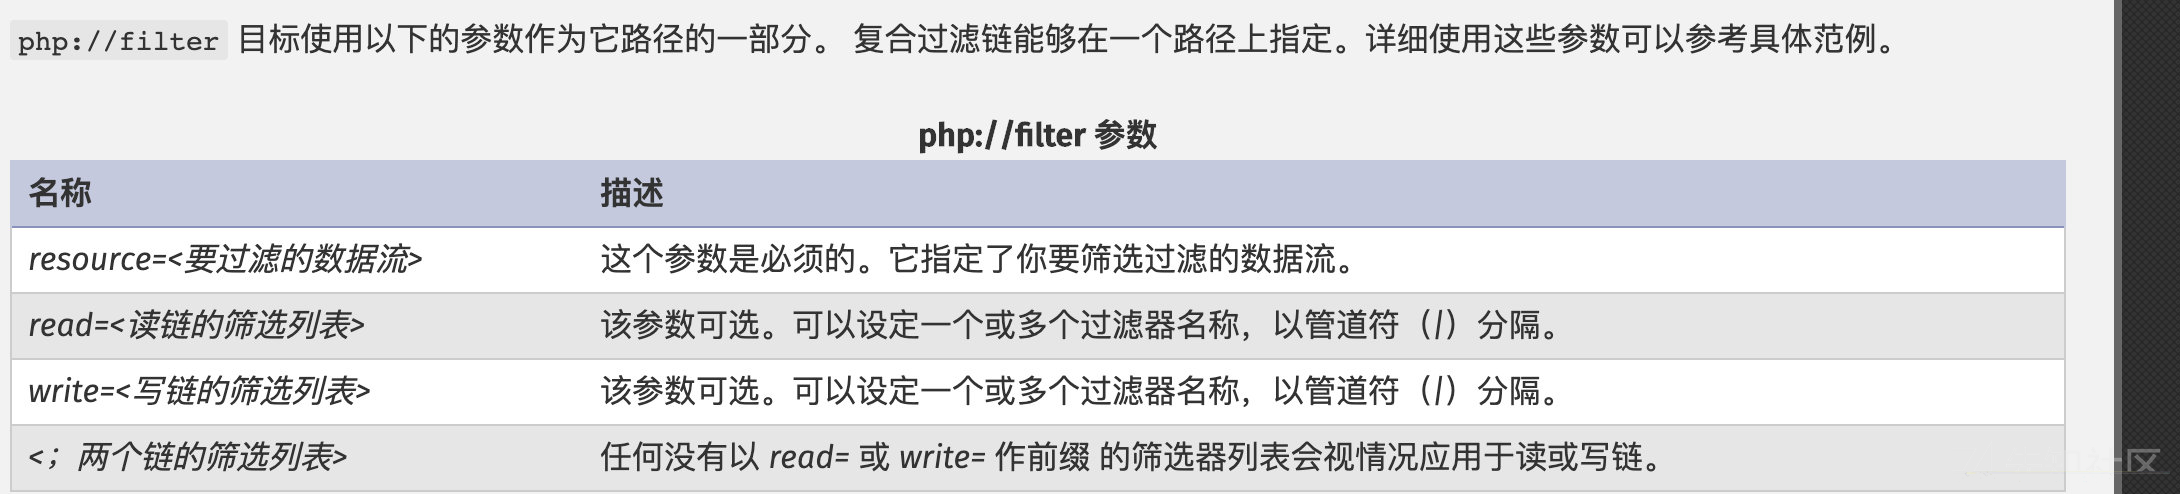 php://filter 目标使用以下的参数作为它路径的一部分。 复合过滤链能够在一个路径上指定。详细使用这些参数可以参考具体范例。
php://filter 参数
名称 描述
resource=<要过滤的数据流> 这个参数是必须的。它指定了你要筛选过滤的数据流。
read=<读链的筛选列表> 该参数可选。可以设定一个或多个过滤器名称，以管道符（|）分隔。
write=<写链的筛选列表> 该参数可选。可以设定一个或多个过滤器名称，以管道符（|）分隔。
<；两个链的筛选列表> 任何没有以 read= 或 write= 作前缀 的筛选器列表会视情况应用于读或写链。